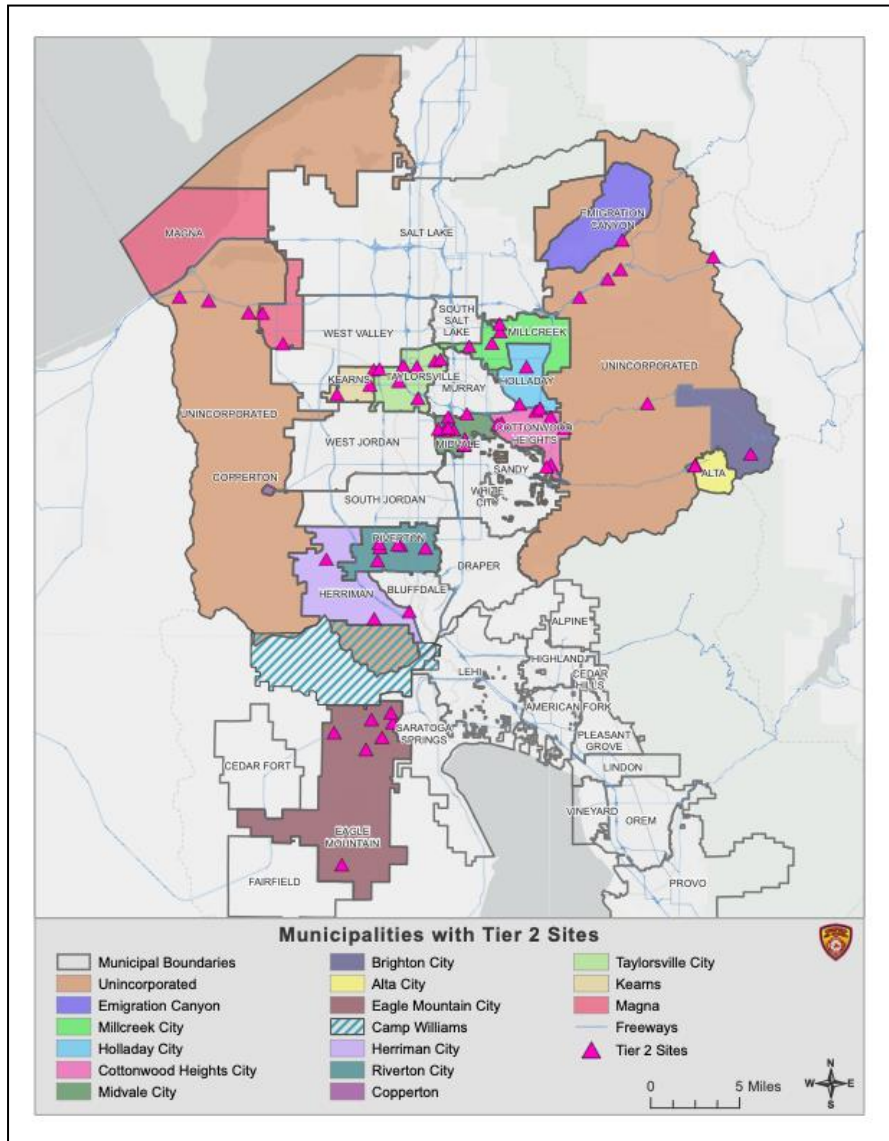 EMIGRATION
CANYON
MAGNA
SALT LAKE
SOUTH
SALT
LAKE
MILLCREEK
WEST VALLEY
UNINCORPORATED
KEARNS
TAYLORSVILLE
MURRAY
HOLLADAY
UNINCORPORATED
WEST JORDAN
MIDVALE
COTTONWOOD
HEIGHTS
SANDY
COPPERTON
ALTA
WHITE
CITY
SOUTH JORDAN
RIVERTON
DRAPER
HERRIMAN
BLUFFDALE
ALPINE
LEHI
HIGHLAND
CEDAR
HILLS
AMERICAN FORK
SARATOGA
SPRINGS
PLEASANT
GROVE
CEDAR FORT
LINDON
VINEYARD
OREM
EAGLE
MOUNTAIN
FAIRFIELD
PROVO
Municipalities with Tier 2 Sites
Municipal Boundaries
Unincorporated
Emigration Canyon
Millcreek City
Holladay City
Cottonwood Heights City
Midvale City
Brighton City
Alta City
Eagle Mountain City
Camp Williams
Herriman City
Riverton City
Copperton
Taylorsville City
Kearns
Magna
Freeways
Tier 2 Sites
0 5 Miles
N
W E
S